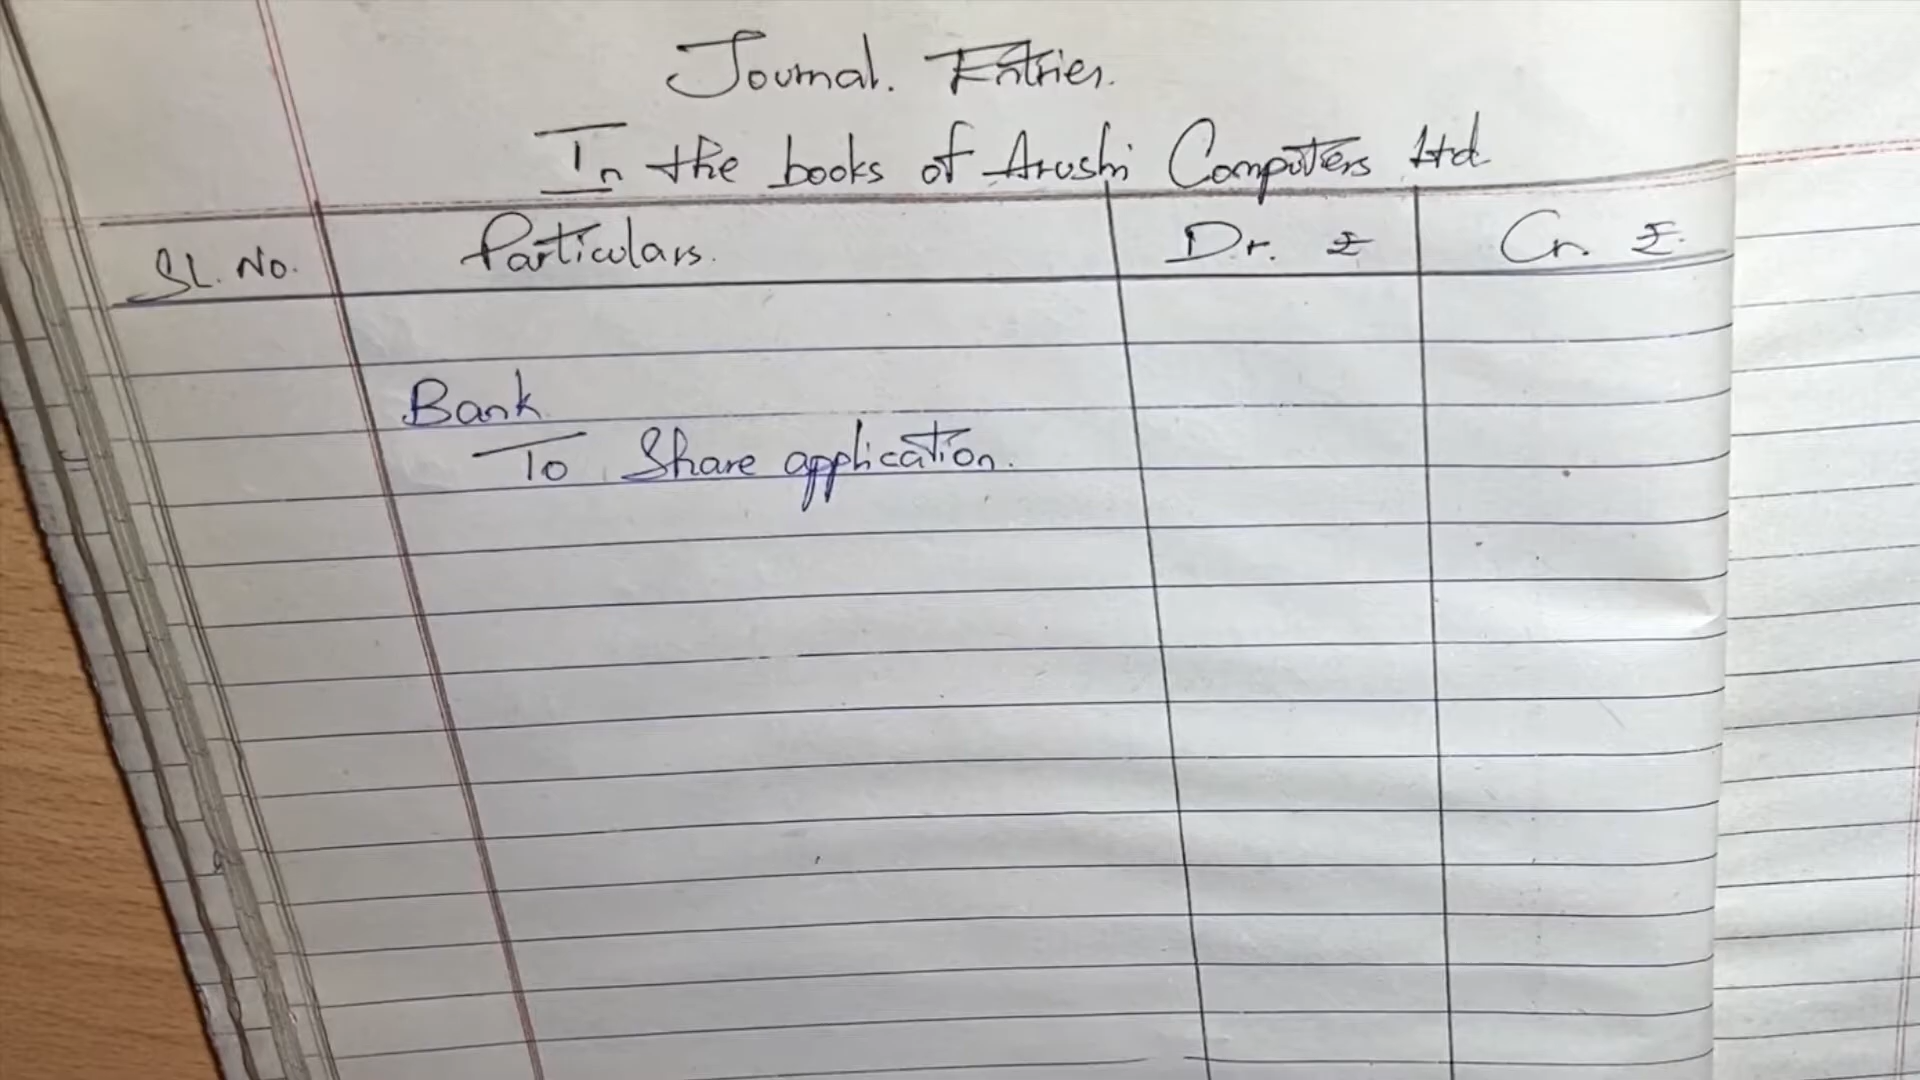 Journal. Entries.
In the books of Arushi Computers Ltd
SL. No. Particulars. Dr. ₹ Cr. ₹.
Bank
To Share application.